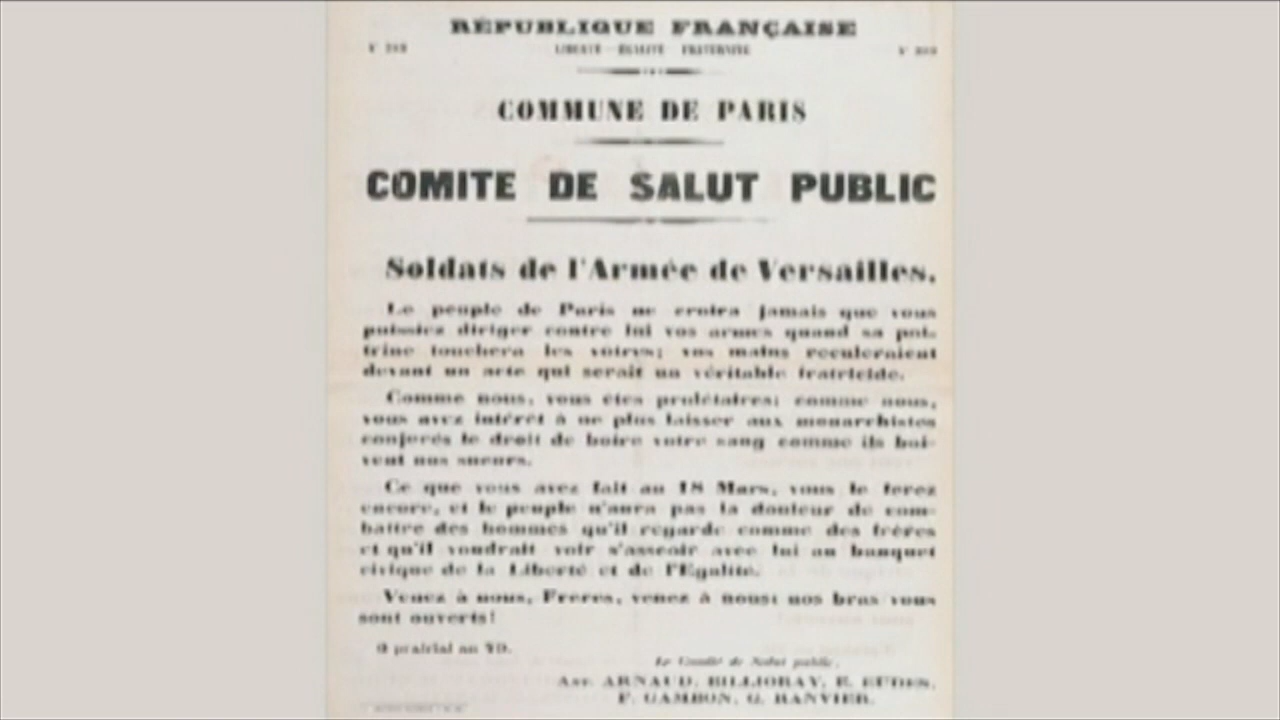 RÉPUBLIQUE FRANÇAISE
LIBERTÉ ÉGALITÉ FRATERNITÉ
COMMUNE DE PARIS
COMITE DE SALUT PUBLIC
Soldats de l'Armée de Versailles,
Le peuple de Paris ne croira jamais que vous
puissiez diriger contre lui vos armes quand sa poi-
trine touchera les vôtres; vos mains reculeraient
devant un acte qui serait un véritable fratricide.
Comme nous, vous êtes prolétaires; comme nous,
vous avez intérêt à ne plus laisser aux monarchistes
conjurés le droit de boire votre sang comme ils boi-
vent nos sueurs.
Ce que vous avez fait au 18 Mars, vous le ferez
encore, et le peuple n'aura pas la douleur de com-
battre des hommes qu'il regarde comme des frères
et qu'il voudrait voir s'asseoir avec lui au banquet
civique de la Liberté et de l'Égalité.
Venez à nous, Frères, venez à nous; nos bras vous
sont ouverts!
prairial an 79.
Le Comité de Salut public,
Ant. ARNAUD, BILLIORAY, E. EUDES,
F. GAMBON, G. RANVIER.